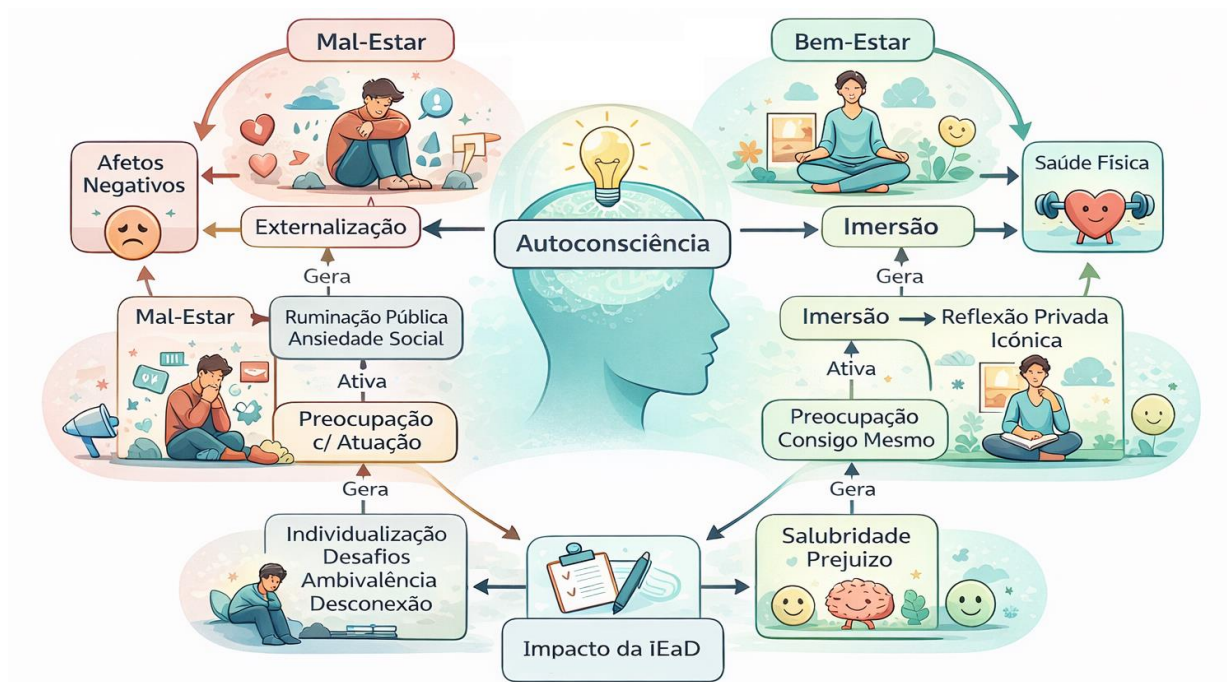 Mal-Estar
Bem-Estar
Afetos
Negativos
Saúde Física
Externalização
Autoconsciência
Imersão
Gera
Gera
Mal-Estar
Ruminação Pública
Ansiedade Social
Imersão
Reflexão Privada
Icónica
Ativa
Ativa
Preocupação
c/ Atuação
Preocupação
Consigo Mesmo
Gera
Gera
Individualização
Desafios
Ambivalência
Desconexão
Salubridade
Prejuizo
Impacto da iEaD